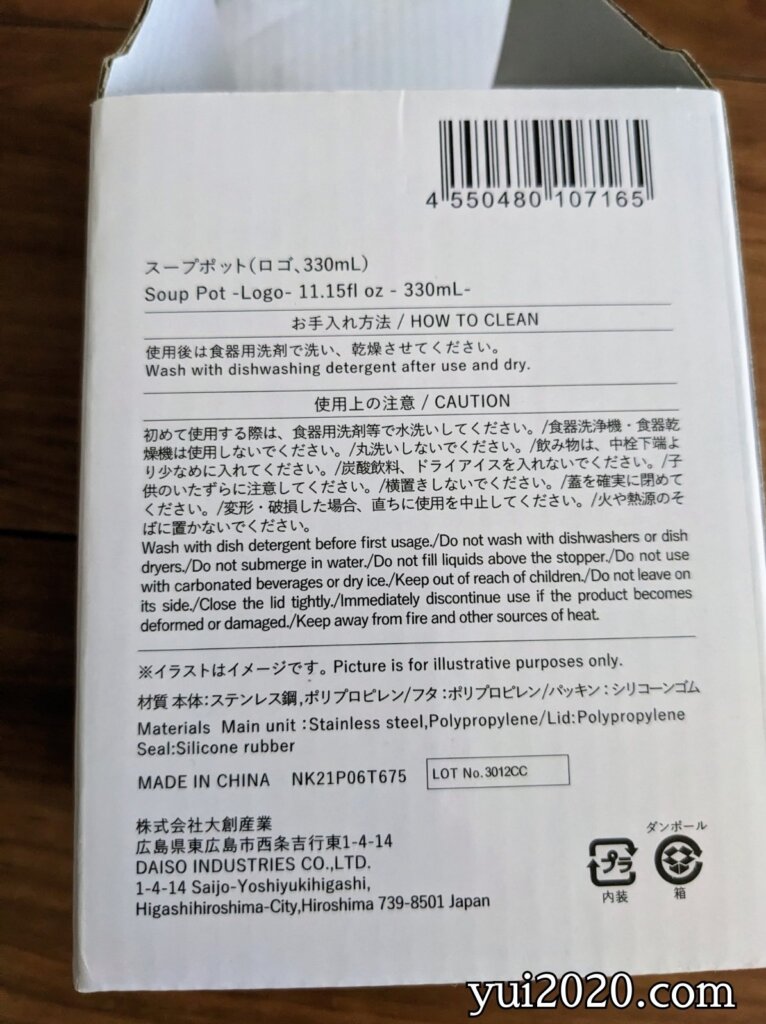 4 550480 107165
スープポット(ロゴ、330mL)
Soup Pot -Logo- 11.15fl oz - 330mL-
お手入れ方法 / HOW TO CLEAN
使用後は食器用洗剤で洗い、乾燥させてください。
Wash with dishwashing detergent after use and dry.
使用上の注意 / CAUTION
初めて使用する際は、食器用洗剤等で水洗いしてください。/食器洗浄機・食器乾
燥機は使用しないでください。/丸洗いしないでください。/飲み物は、中栓下端よ
り少なめに入れてください。/炭酸飲料、ドライアイスを入れないでください。/子
供のいたずらに注意してください。/横置きしないでください。/蓋を確実に閉めて
ください。/変形・破損した場合、直ちに使用を中止してください。/火や熱源のそ
ばに置かないでください。
Wash with dish detergent before first usage./Do not wash with dishwashers or dish
dryers./Do not submerge in water./Do not fill liquids above the stopper./Do not use
with carbonated beverages or dry ice./Keep out of reach of children./Do not leave on
its side./Close the lid tightly./Immediately discontinue use if the product becomes
deformed or damaged./Keep away from fire and other sources of heat.
※イラストはイメージです。Picture is for illustrative purposes only.
材質 本体:ステンレス鋼,ポリプロピレン/フタ:ポリプロピレン/パッキン:シリコーンゴム
Materials Main unit :Stainless steel,Polypropylene/Lid:Polypropylene
Seal:Silicone rubber
MADE IN CHINA NK21P06T675 LOT No.3012CC
株式会社大創産業
広島県東広島市西条吉行東1-4-14
DAISO INDUSTRIES CO.,LTD.
1-4-14 Saijo-Yoshiyukihigashi,
Higashihiroshima-City,Hiroshima 739-8501 Japan
プラ
内装
ダンボール
箱
yui2020.com